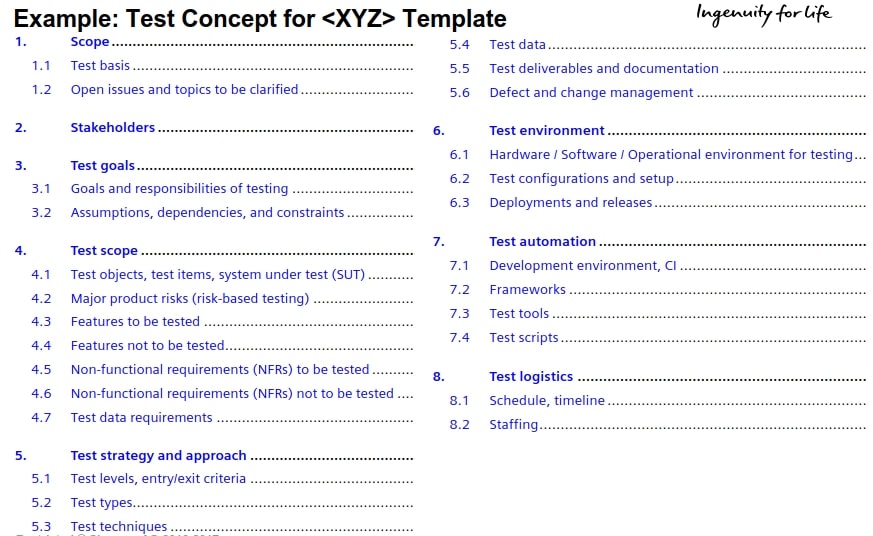 Example: Test Concept for <XYZ> Template
Ingenuity for life
1. Scope
1.1 Test basis
1.2 Open issues and topics to be clarified
2. Stakeholders
3. Test goals
3.1 Goals and responsibilities of testing
3.2 Assumptions, dependencies, and constraints
4. Test scope
4.1 Test objects, test items, system under test (SUT)
4.2 Major product risks (risk-based testing)
4.3 Features to be tested
4.4 Features not to be tested
4.5 Non-functional requirements (NFRs) to be tested
4.6 Non-functional requirements (NFRs) not to be tested
4.7 Test data requirements
5. Test strategy and approach
5.1 Test levels, entry/exit criteria
5.2 Test types
5.3 Test techniques
5.4 Test data
5.5 Test deliverables and documentation
5.6 Defect and change management
6. Test environment
6.1 Hardware / Software / Operational environment for testing
6.2 Test configurations and setup
6.3 Deployments and releases
7. Test automation
7.1 Development environment, CI
7.2 Frameworks
7.3 Test tools
7.4 Test scripts
8. Test logistics
8.1 Schedule, timeline
8.2 Staffing